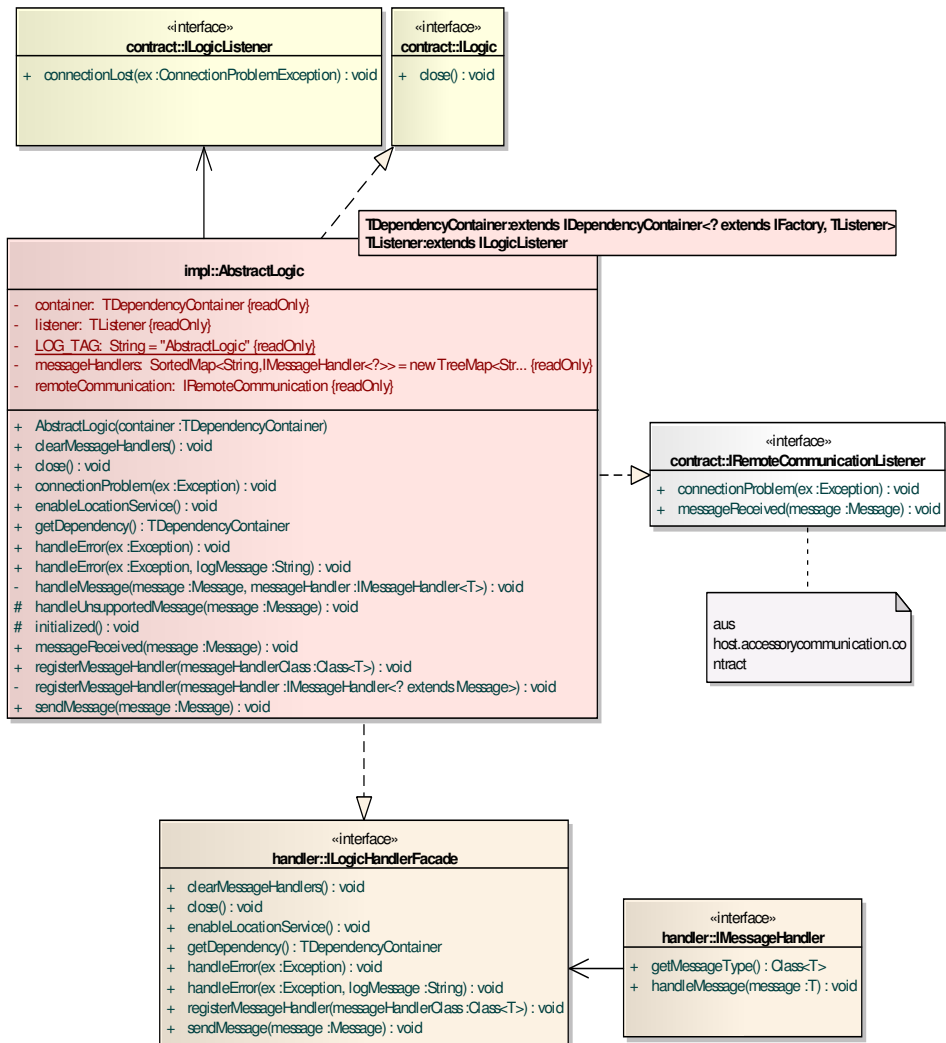 «interface»
contract::ILogicListener
+ connectionLost(ex :ConnectionProblemException) : void
«interface»
contract::ILogic
+ close() : void
TDependencyContainer:extends IDependencyContainer<? extends IFactory, TListener>
TListener:extends ILogicListener
impl::AbstractLogic
- container: TDependencyContainer {readOnly}
- listener: TListener {readOnly}
- LOG_TAG: String = "AbstractLogic" {readOnly}
- messageHandlers: SortedMap<String,IMessageHandler<?>> = new TreeMap<Str... {readOnly}
- remoteCommunication: IRemoteCommunication {readOnly}
+ AbstractLogic(container :TDependencyContainer)
+ clearMessageHandlers() : void
+ close() : void
+ connectionProblem(ex :Exception) : void
+ enableLocationService() : void
+ getDependency() : TDependencyContainer
+ handleError(ex :Exception) : void
+ handleError(ex :Exception, logMessage :String) : void
- handleMessage(message :Message, messageHandler :IMessageHandler<T>) : void
# handleUnsupportedMessage(message :Message) : void
# initialized() : void
+ messageReceived(message :Message) : void
+ registerMessageHandler(messageHandlerClass :Class<T>) : void
- registerMessageHandler(messageHandler :IMessageHandler<? extends Message>) : void
+ sendMessage(message :Message) : void
«interface»
contract::IRemoteCommunicationListener
+ connectionProblem(ex :Exception) : void
+ messageReceived(message :Message) : void
aus
host.accessorycommunication.co
ntract
«interface»
handler::ILogicHandlerFacade
+ clearMessageHandlers() : void
+ close() : void
+ enableLocationService() : void
+ getDependency() : TDependencyContainer
+ handleError(ex :Exception) : void
+ handleError(ex :Exception, logMessage :String) : void
+ registerMessageHandler(messageHandlerClass :Class<T>) : void
+ sendMessage(message :Message) : void
«interface»
handler::IMessageHandler
+ getMessageType() : Class<T>
+ handleMessage(message :T) : void